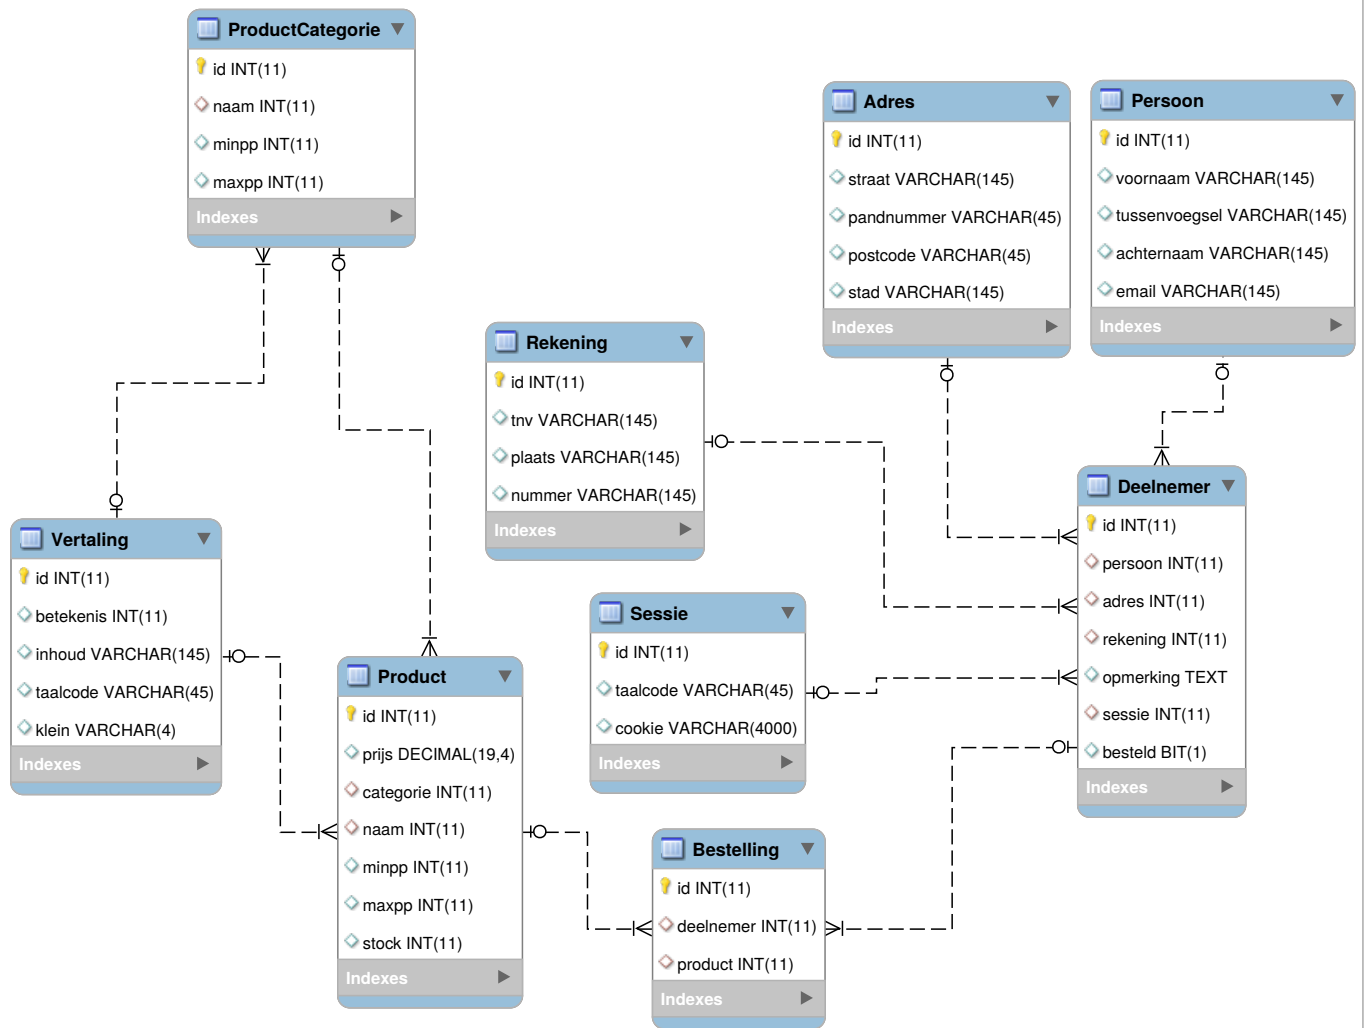 ProductCategorie
id INT(11)
naam INT(11)
minpp INT(11)
maxpp INT(11)
Indexes
Adres
id INT(11)
straat VARCHAR(145)
pandnummer VARCHAR(45)
postcode VARCHAR(45)
stad VARCHAR(145)
Indexes
Persoon
id INT(11)
voornaam VARCHAR(145)
tussenvoegsel VARCHAR(145)
achternaam VARCHAR(145)
email VARCHAR(145)
Indexes
Rekening
id INT(11)
tnv VARCHAR(145)
plaats VARCHAR(145)
nummer VARCHAR(145)
Indexes
Deelnemer
id INT(11)
persoon INT(11)
adres INT(11)
rekening INT(11)
opmerking TEXT
sessie INT(11)
besteld BIT(1)
Indexes
Vertaling
id INT(11)
betekenis INT(11)
inhoud VARCHAR(145)
taalcode VARCHAR(45)
klein VARCHAR(4)
Indexes
Sessie
id INT(11)
taalcode VARCHAR(45)
cookie VARCHAR(4000)
Indexes
Product
id INT(11)
prijs DECIMAL(19,4)
categorie INT(11)
naam INT(11)
minpp INT(11)
maxpp INT(11)
stock INT(11)
Indexes
Bestelling
id INT(11)
deelnemer INT(11)
product INT(11)
Indexes